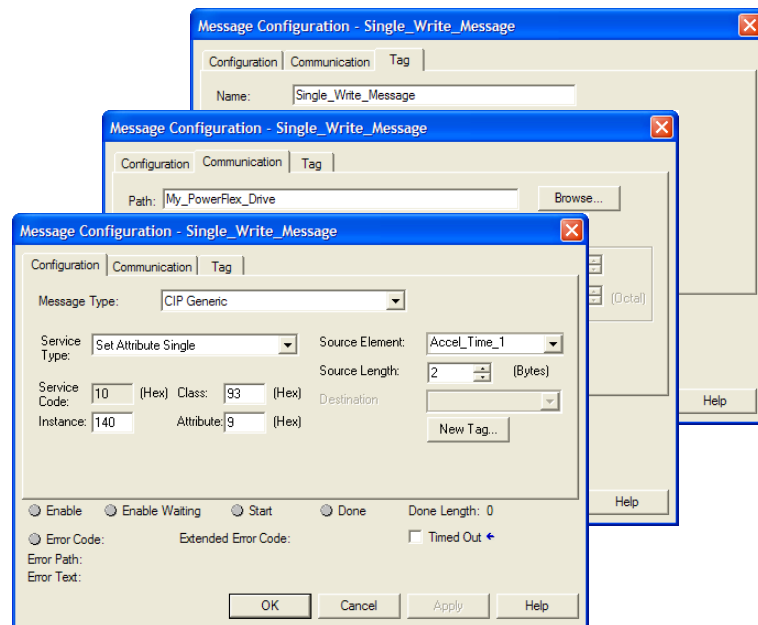 Message Configuration - Single_Write_Message
Configuration Communication Tag
Name: Single_Write_Message
Help
Message Configuration - Single_Write_Message
Configuration Communication Tag
Path: My_PowerFlex_Drive Browse...
(Octal)
Help
Message Configuration - Single_Write_Message
Configuration Communication Tag
Message Type: CIP Generic
Service Type: Set Attribute Single Source Element: Accel_Time_1
Source Length: 2 (Bytes)
Service Code: 10 (Hex) Class: 93 (Hex) Destination
Instance: 140 Attribute: 9 (Hex) New Tag...
Enable Enable Waiting Start Done Done Length: 0
Error Code: Extended Error Code: Timed Out ←
Error Path:
Error Text:
OK Cancel Apply Help